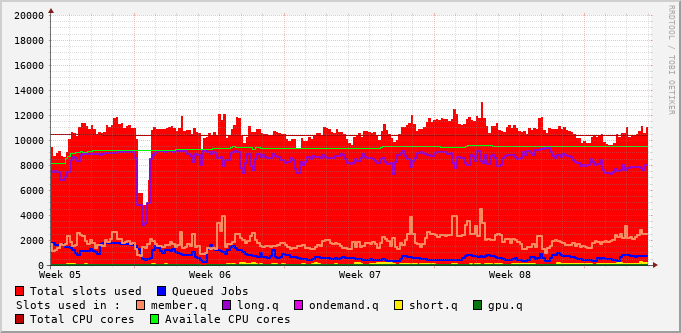 20000
18000
16000
14000
12000
10000
8000
6000
4000
2000
0
Week 05 Week 06 Week 07 Week 08
RRDTOOL / TOBI OETIKER
Total slots used Queued Jobs
Slots used in : member.q long.q ondemand.q short.q gpu.q
Total CPU cores Availale CPU cores